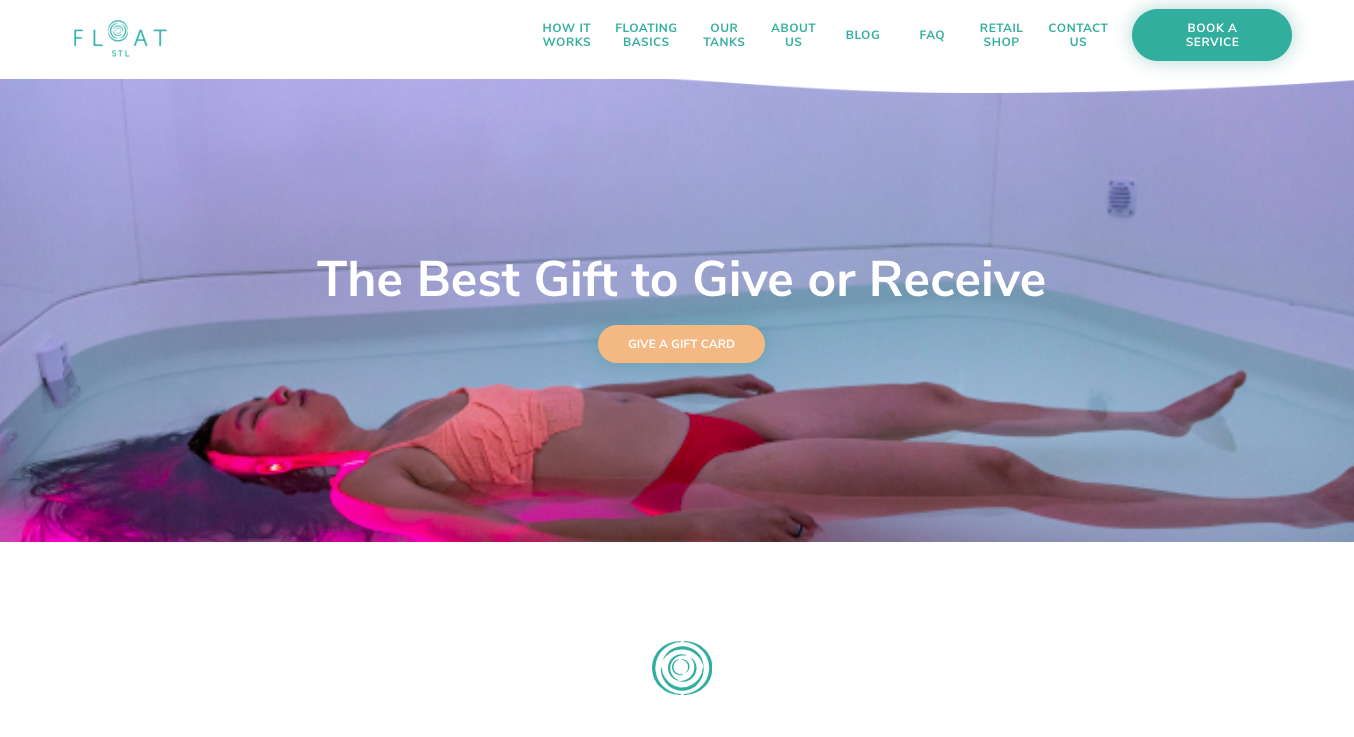 FLOAT
STL
HOW IT
WORKS
FLOATING
BASICS
OUR
TANKS
ABOUT
US
BLOG
FAQ
RETAIL
SHOP
CONTACT
US
BOOK A
SERVICE
The Best Gift to Give or Receive
GIVE A GIFT CARD